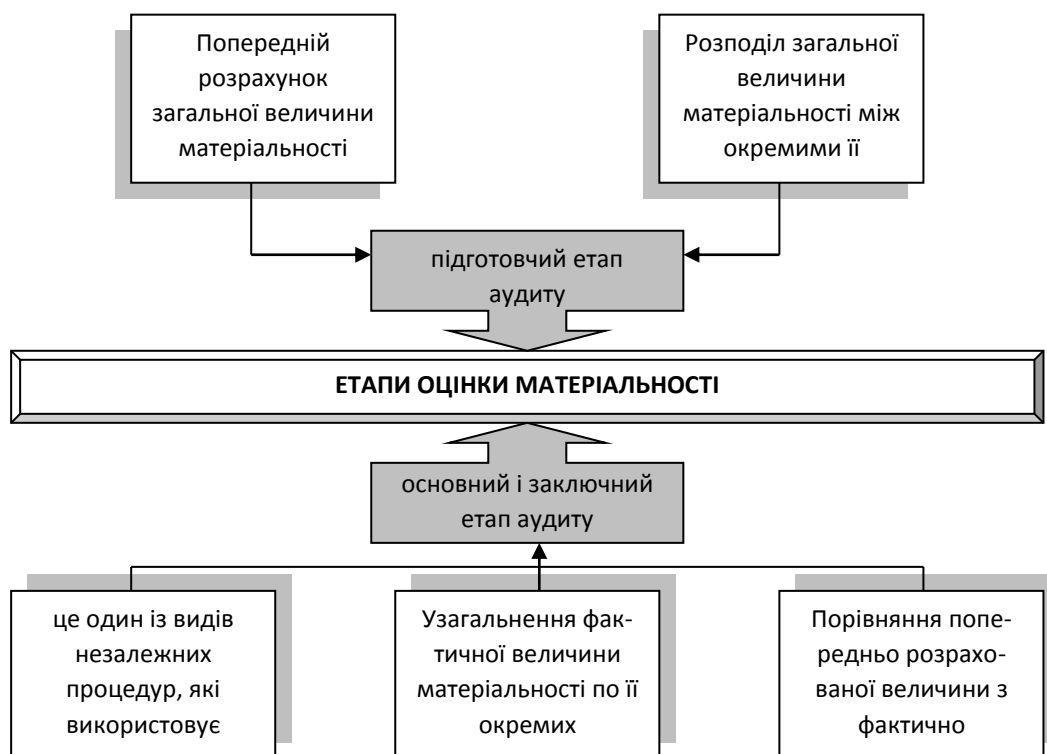 Попередній
розрахунок
загальної величини
матеріальності
Розподіл загальної
величини
матеріальності між
окремими її
підготовчий етап
аудиту
ЕТАПИ ОЦІНКИ МАТЕРІАЛЬНОСТІ
основний і заключний
етап аудиту
це один із видів
незалежних
процедур, які
використовує
Узагальнення фак-
тичної величини
матеріальності по її
окремих
Порівняння попе-
редньо розрахо-
ваної величини з
фактично